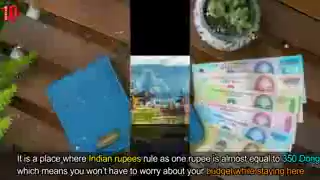 It is a place where Indian rupees rule as one rupee is almost equal to 350 Dong
which means you won't have to worry about your budget while staying here